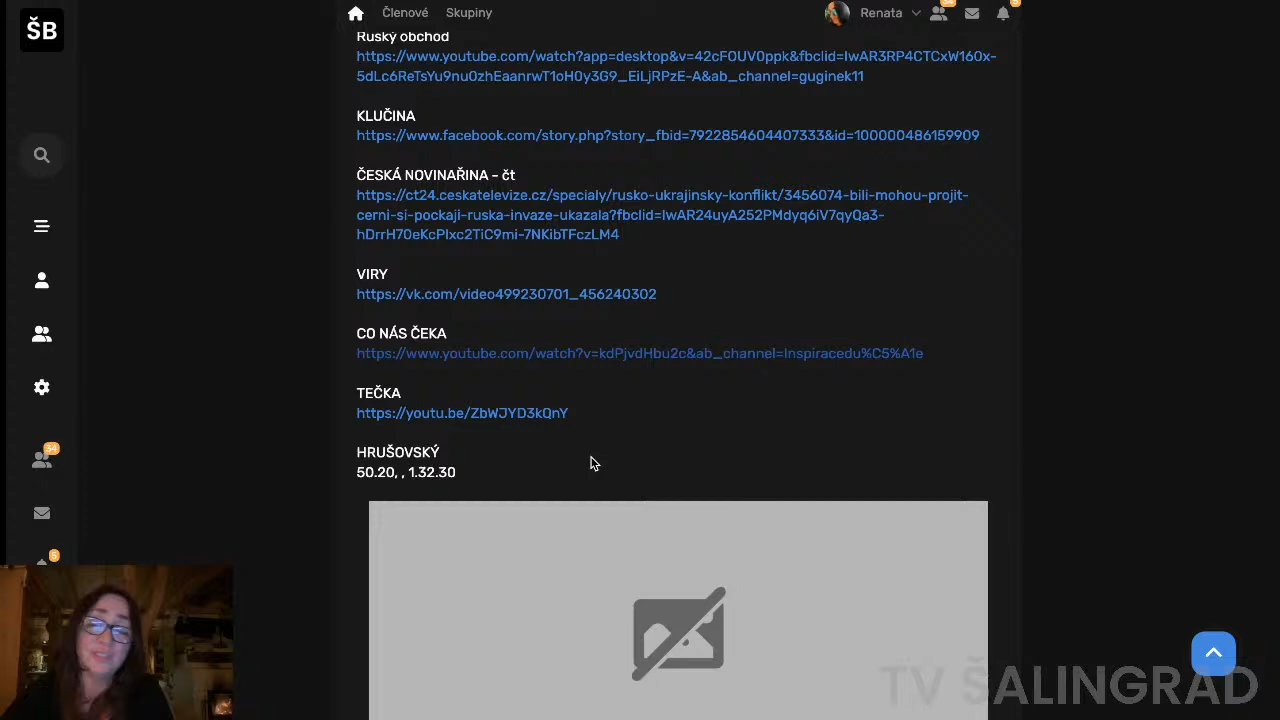 ŠB
Členové Skupiny
Renata
34
5
Ruský obchod
https://www.youtube.com/watch?app=desktop&v=42cFOUV0ppk&fbclid=IwAR3RP4CTCxW160x-
5dLc6ReTsYu9nu0zhEaanrwT1oH0y3G9_EiLjRPzE-A&ab_channel=guginek11
KLUČINA
https://www.facebook.com/story.php?story_fbid=7922854604407333&id=100000486159909
ČESKÁ NOVINAŘINA - čt
https://ct24.ceskatelevize.cz/specialy/rusko-ukrajinsky-konflikt/3456074-bili-mohou-projit-
cerni-si-pockaji-ruska-invaze-ukazala?fbclid=IwAR24uyA252PMdyq6iV7qyQa3-
hDrrH70eKcPIxc2TiC9mi-7NKibTFczLM4
VIRY
https://vk.com/video499230701_456240302
CO NÁS ČEKA
https://www.youtube.com/watch?v=kdPjvdHbu2c&ab_channel=Inspiracedu%C5%A1e
TEČKA
https://youtu.be/ZbWJYD3kQnY
HRUŠOVSKÝ
50.20, , 1.32.30
34
5
TV ŠALINGRAD